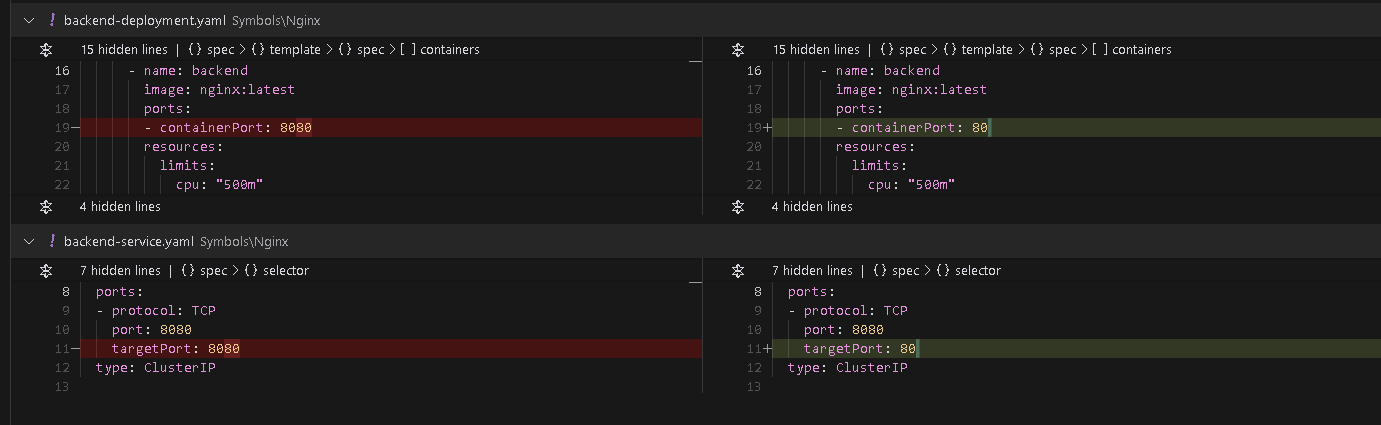 backend-deployment.yaml Symbols\Nginx
15 hidden lines | {} spec > {} template > {} spec > [ ] containers
16 - name: backend
17 image: nginx:latest
18 ports:
19- - containerPort: 8080
20 resources:
21 limits:
22 cpu: "500m"
4 hidden lines
15 hidden lines | {} spec > {} template > {} spec > [ ] containers
16 - name: backend
17 image: nginx:latest
18 ports:
19+ - containerPort: 80
20 resources:
21 limits:
22 cpu: "500m"
4 hidden lines
backend-service.yaml Symbols\Nginx
7 hidden lines | {} spec > {} selector
8 ports:
9 - protocol: TCP
10 port: 8080
11- targetPort: 8080
12 type: ClusterIP
13
7 hidden lines | {} spec > {} selector
8 ports:
9 - protocol: TCP
10 port: 8080
11+ targetPort: 80
12 type: ClusterIP
13